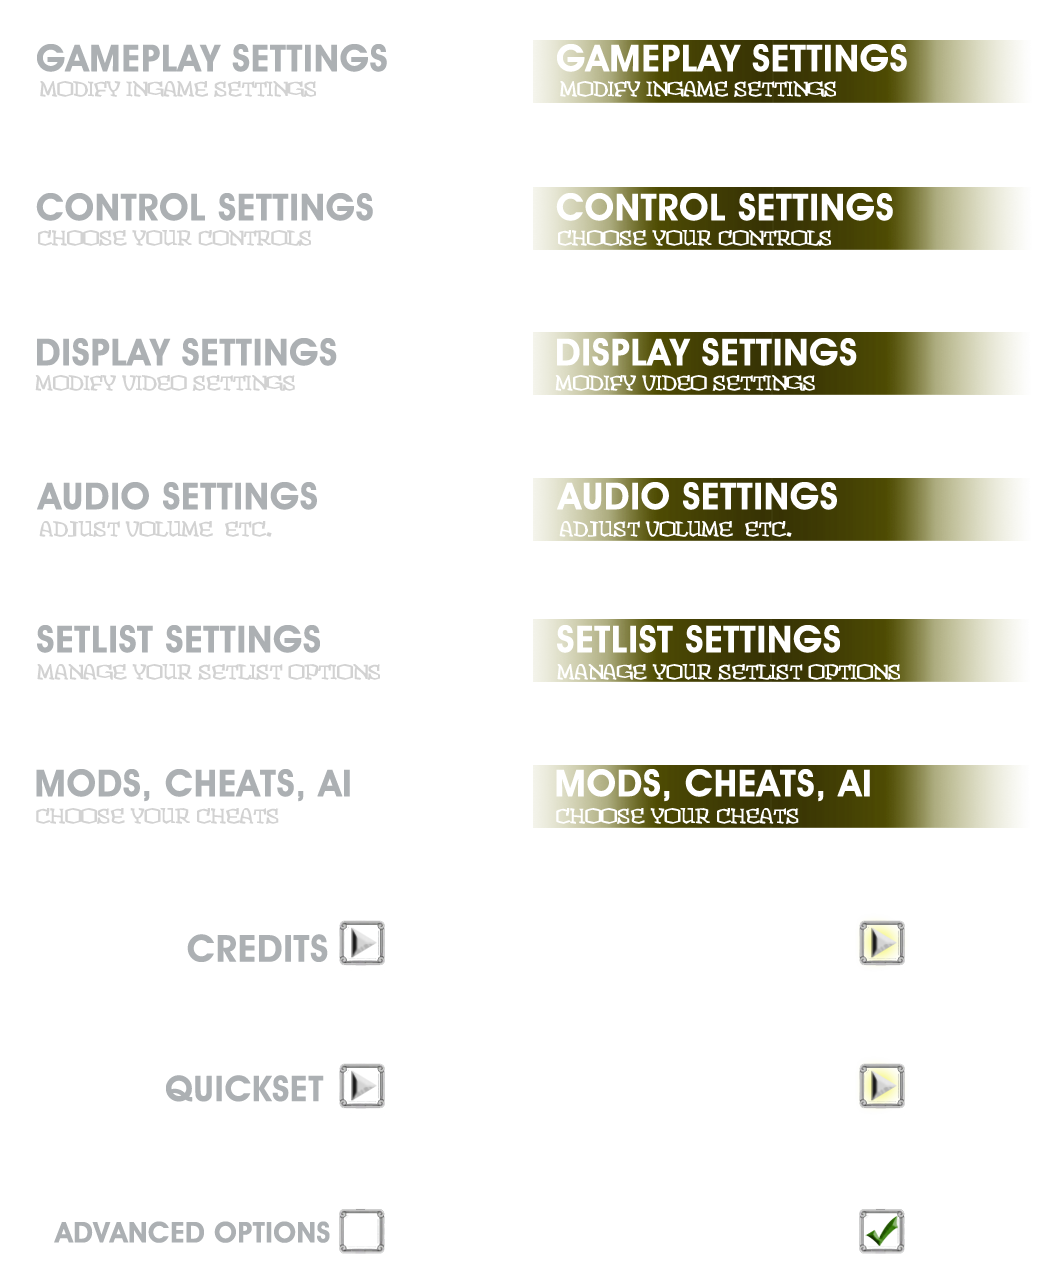 GAMEPLAY SETTINGS
MODIFY INGAME SETTINGS
GAMEPLAY SETTINGS
MODIFY INGAME SETTINGS
CONTROL SETTINGS
CHOOSE YOUR CONTROLS
CONTROL SETTINGS
CHOOSE YOUR CONTROLS
DISPLAY SETTINGS
MODIFY VIDEO SETTINGS
DISPLAY SETTINGS
MODIFY VIDEO SETTINGS
AUDIO SETTINGS
ADJUST VOLUME ETC.
AUDIO SETTINGS
ADJUST VOLUME ETC.
SETLIST SETTINGS
MANAGE YOUR SETLIST OPTIONS
SETLIST SETTINGS
MANAGE YOUR SETLIST OPTIONS
MODS, CHEATS, AI
CHOOSE YOUR CHEATS
MODS, CHEATS, AI
CHOOSE YOUR CHEATS
CREDITS
QUICKSET
ADVANCED OPTIONS